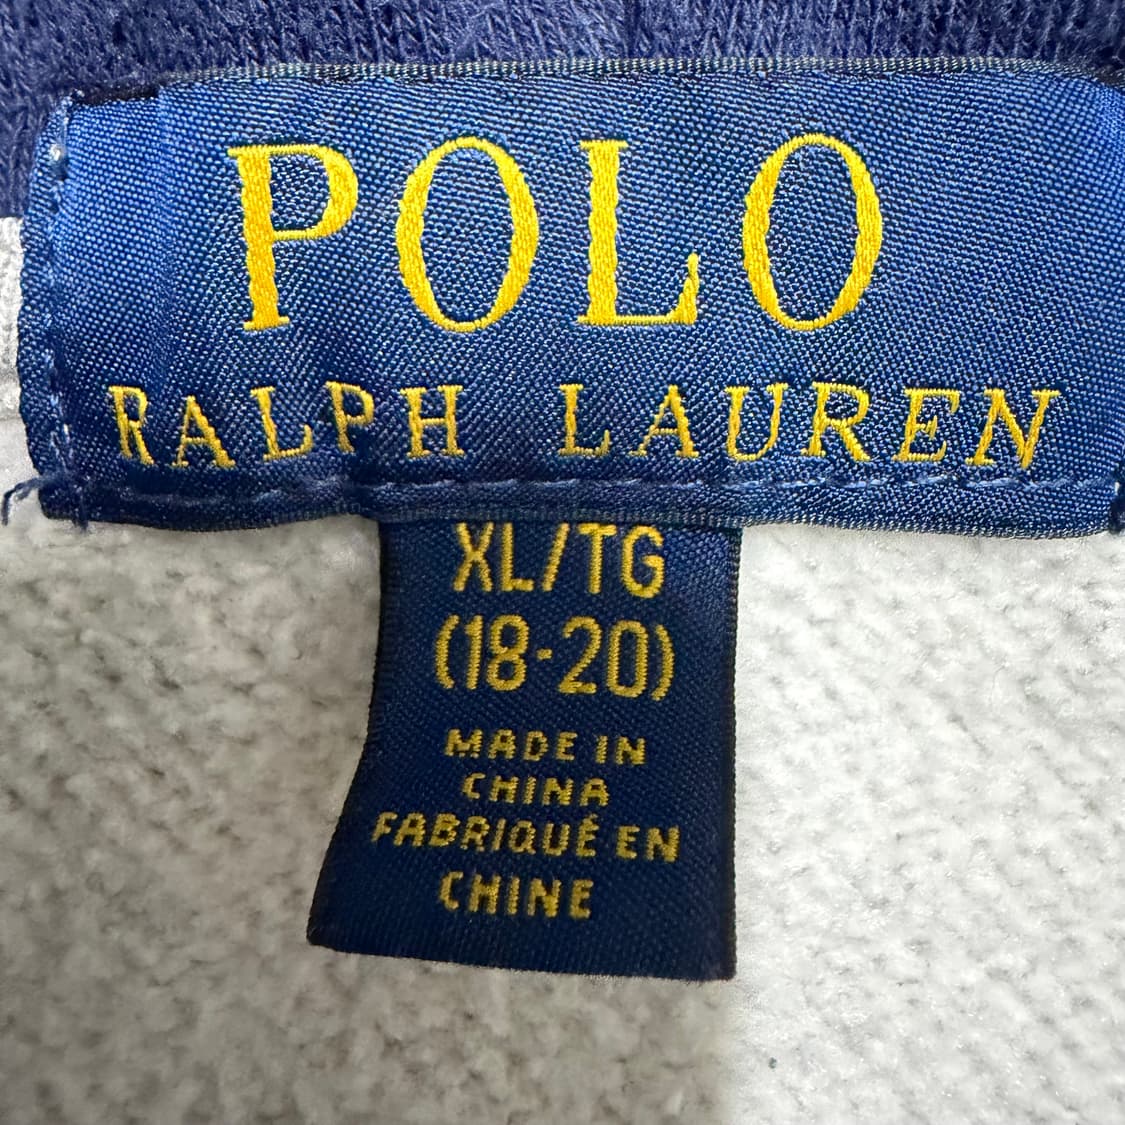 POLO
RALPH LAUREN
XL/TG
(18-20)
MADE IN
CHINA
FABRIQUÉ EN
CHINE